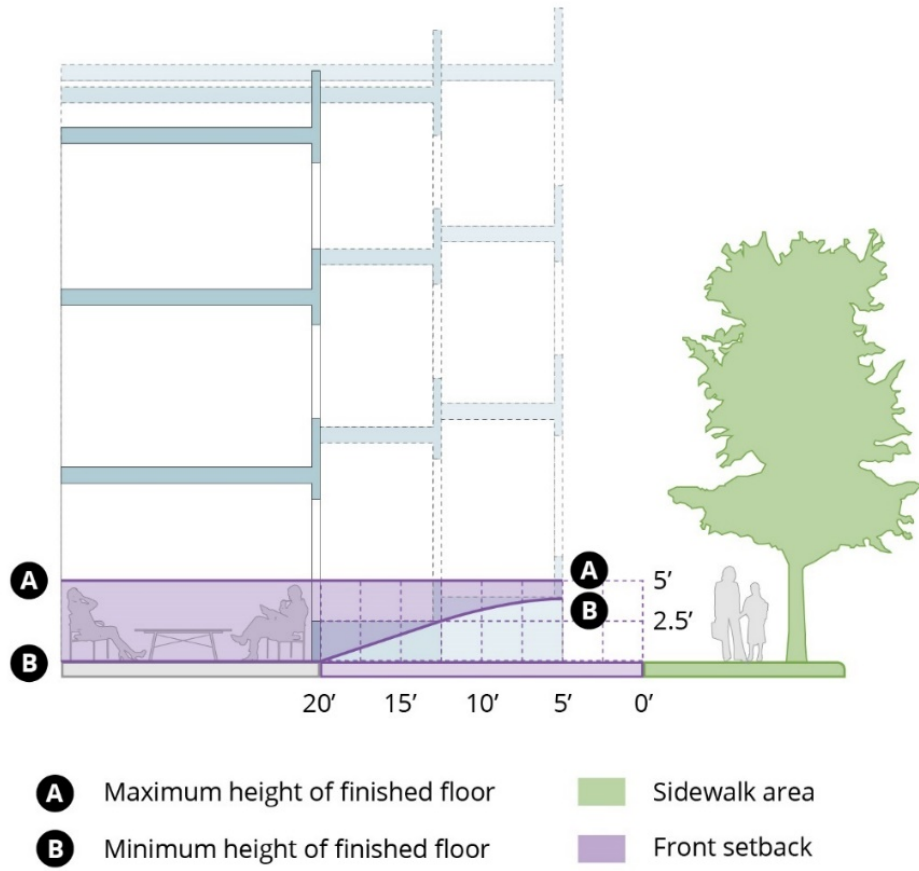 A
A
5’
B
2.5’
B
20’ 15’ 10’ 5’ 0’
A Maximum height of finished floor
Sidewalk area
B Minimum height of finished floor
Front setback